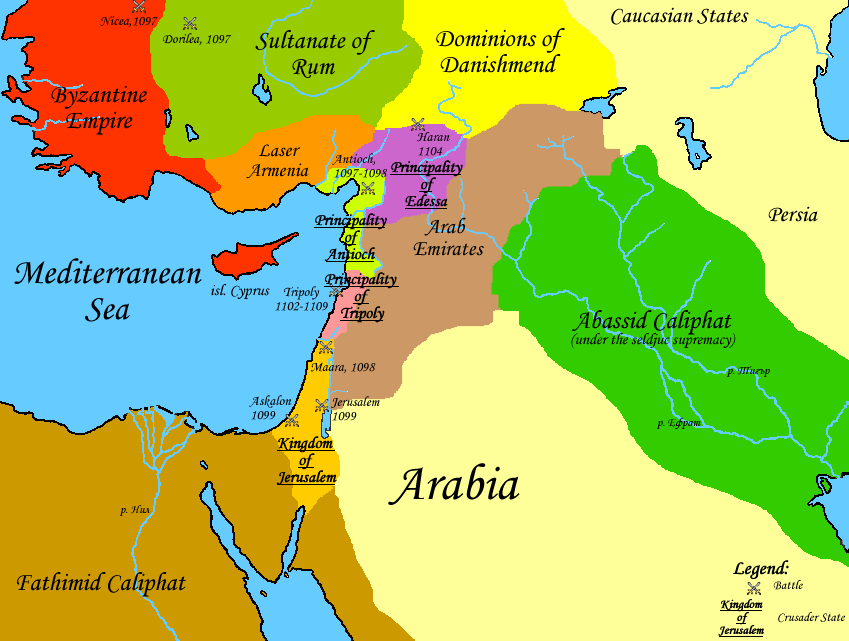 Nicea,1097
Dorilea, 1097
Sultanate of
Rum
Dominions of
Danishmend
Caucasian States
Byzantine
Empire
Laser
Armenia
Antioch,
1097-1098
Haran
1104
Principality
of
Edessa
Persia
Principality
of
Antioch
Arab
Emirates
Mediterranean
Sea
isl. Cyprus
Tripoly
1102-1109
Principality
of
Tripoly
Abassid Caliphat
(under the seldjuc supremacy)
Maara, 1098
р. Тигър
Askalon
1099
Jerusalem
1099
р. Ефрат
Kingdom
of
Jerusalem
Arabia
р. Нил
Fathimid Caliphat
Legend:
Battle
Kingdom
of
Jerusalem
Crusader State